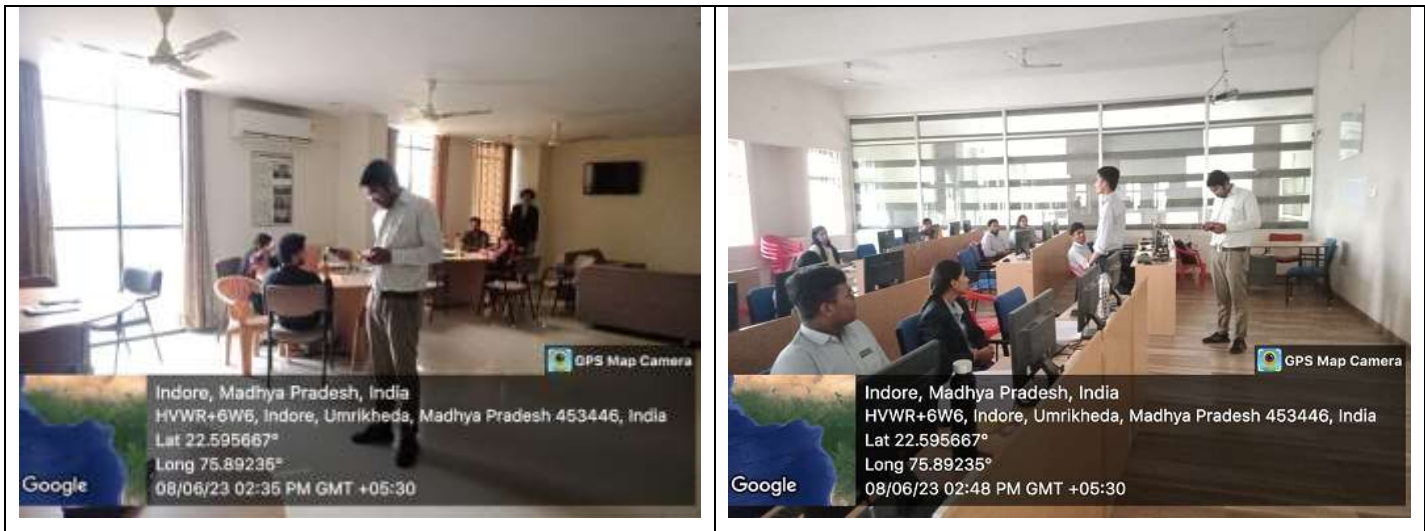 GPS Map Camera
Indore, Madhya Pradesh, India
HVWR+6W6, Indore, Umrikheda, Madhya Pradesh 453446, India
Lat 22.595667°
Long 75.89235°
08/06/23 02:35 PM GMT +05:30
Google
GPS Map Camera
Indore, Madhya Pradesh, India
HVWR+6W6, Indore, Umrikheda, Madhya Pradesh 453446, India
Lat 22.595667°
Long 75.89235°
08/06/23 02:48 PM GMT +05:30
Google